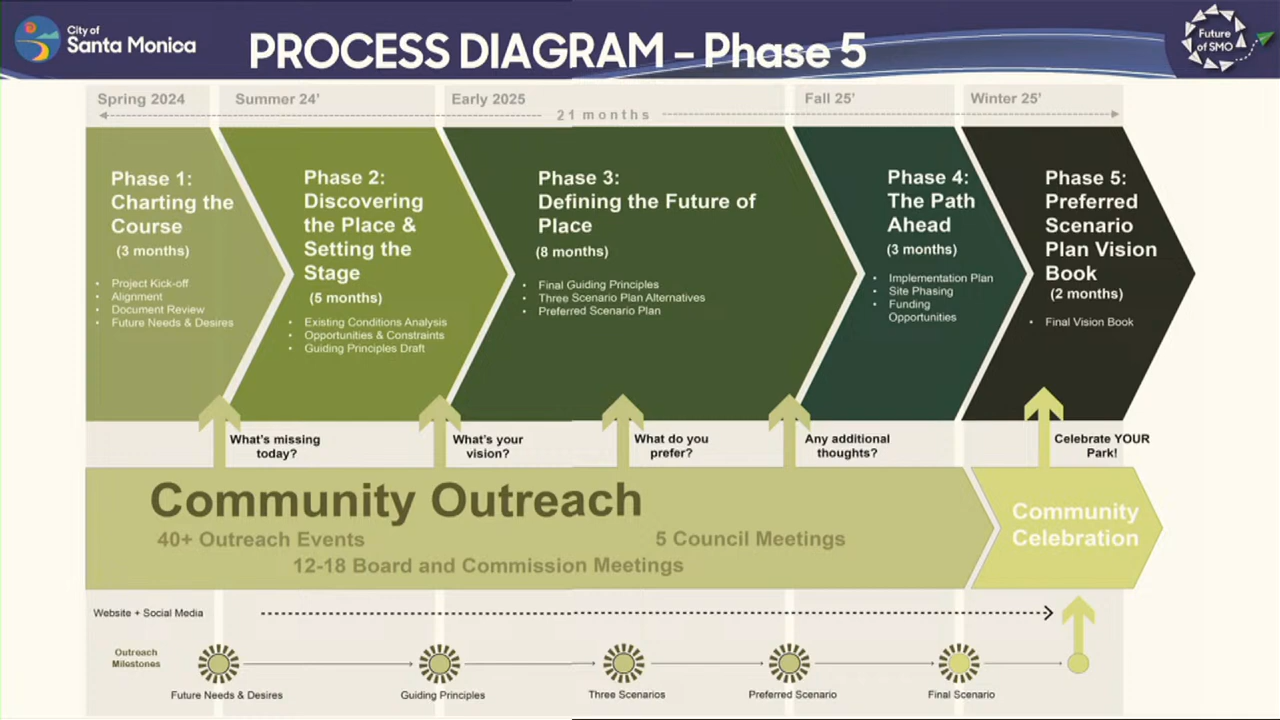 City of
Santa Monica
PROCESS DIAGRAM – Phase 5
Future
of SMO
Spring 2024
Summer 24'
Early 2025
Fall 25'
Winter 25'
21 months
Phase 1:
Charting the
Course
(3 months)
• Project Kick-off
• Alignment
• Document Review
• Future Needs & Desires
Phase 2:
Discovering
the Place &
Setting the
Stage
(5 months)
• Existing Conditions Analysis
• Opportunities & Constraints
• Guiding Principles Draft
Phase 3:
Defining the Future of
Place
(8 months)
• Final Guiding Principles
• Three Scenario Plan Alternatives
• Preferred Scenario Plan
Phase 4:
The Path
Ahead
(3 months)
• Implementation Plan
• Site Phasing
• Funding
Opportunities
Phase 5:
Preferred
Scenario
Plan Vision
Book
(2 months)
• Final Vision Book
What's missing
today?
What's your
vision?
What do you
prefer?
Any additional
thoughts?
Celebrate YOUR
Park!
Community Outreach
40+ Outreach Events
5 Council Meetings
12-18 Board and Commission Meetings
Community
Celebration
Website + Social Media
Outreach
Milestones
Future Needs & Desires
Guiding Principles
Three Scenarios
Preferred Scenario
Final Scenario